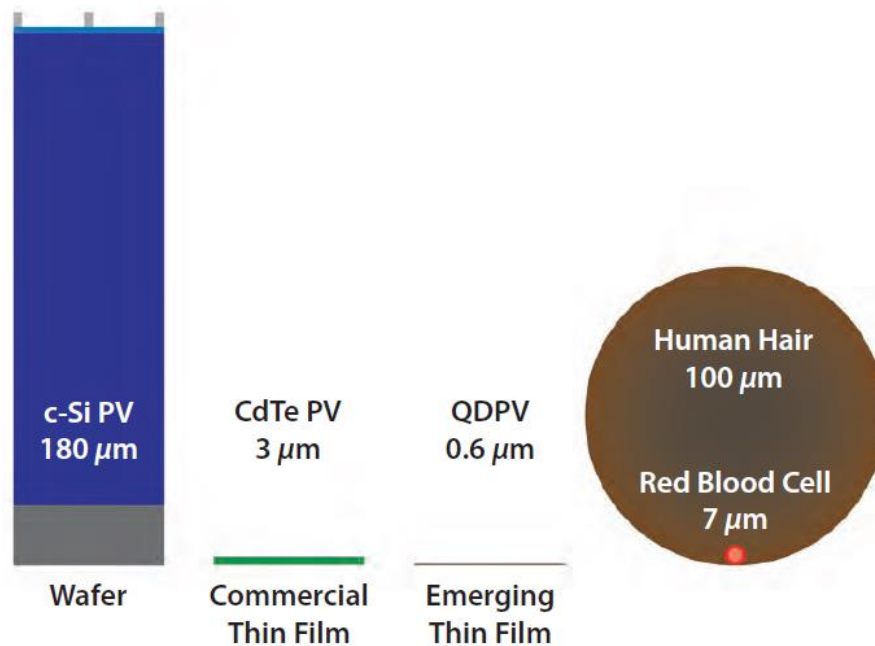 c-Si PV
180 μm
Wafer
CdTe PV
3 μm
Commercial
Thin Film
QDPV
0.6 μm
Emerging
Thin Film
Human Hair
100 μm
Red Blood Cell
7 μm